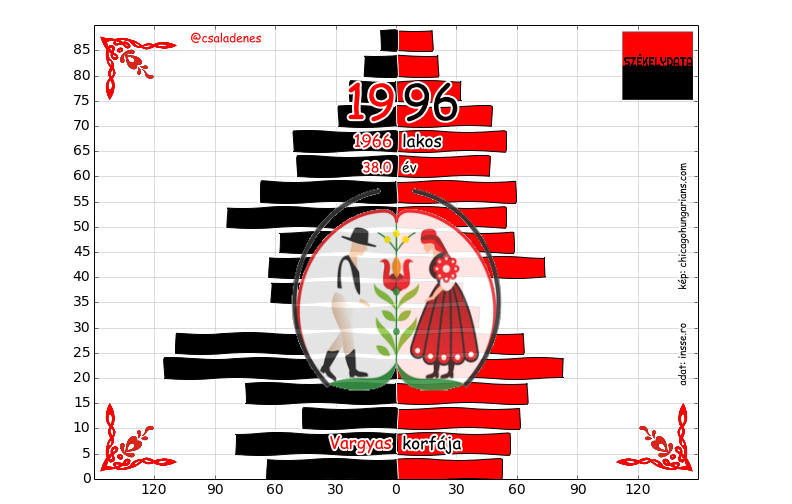 @csaladenes
SZÉKELYDATA
1996
1966 lakos
38.0 év
kép: chicagohungarians.com
adat: insse.ro
Vargyas korfája
85
80
75
70
65
60
55
50
45
40
35
30
25
20
15
10
5
0
120 90 60 30 0 30 60 90 120